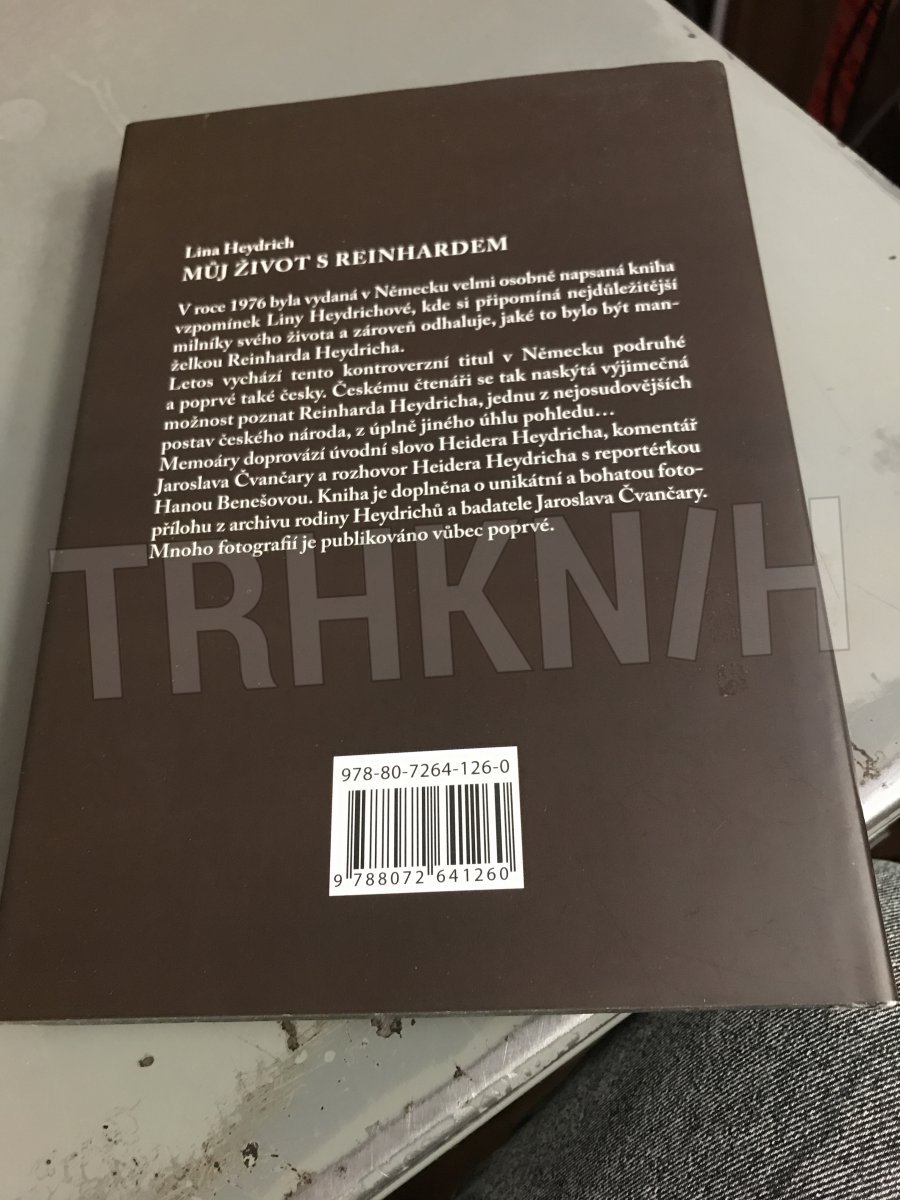 Lina Heydrich
MŮJ ŽIVOT S REINHARDEM
V roce 1976 byla vydaná v Německu velmi osobně napsaná kniha
vzpomínek Liny Heydrichové, kde si připomíná nejdůležitější
milníky svého života a zároveň odhaluje, jaké to bylo být man-
želkou Reinharda Heydricha.
Letos vychází tento kontroverzní titul v Německu podruhé
a poprvé také česky. Českému čtenáři se tak naskýtá výjimečná
možnost poznat Reinharda Heydricha, jednu z nejosudovějších
postav českého národa, z úplně jiného úhlu pohledu...
Memoáry doprovází úvodní slovo Heidera Heydricha, komentář
Jaroslava Čvančary a rozhovor Heidera Heydricha s reportérkou
Hanou Benešovou. Kniha je doplněna o unikátní a bohatou foto-
přílohu z archivu rodiny Heydrichů a badatele Jaroslava Čvančary.
Mnoho fotografií je publikováno vůbec poprvé.
TRHKNIH
978-80-7264-126-0
9 788072 641260